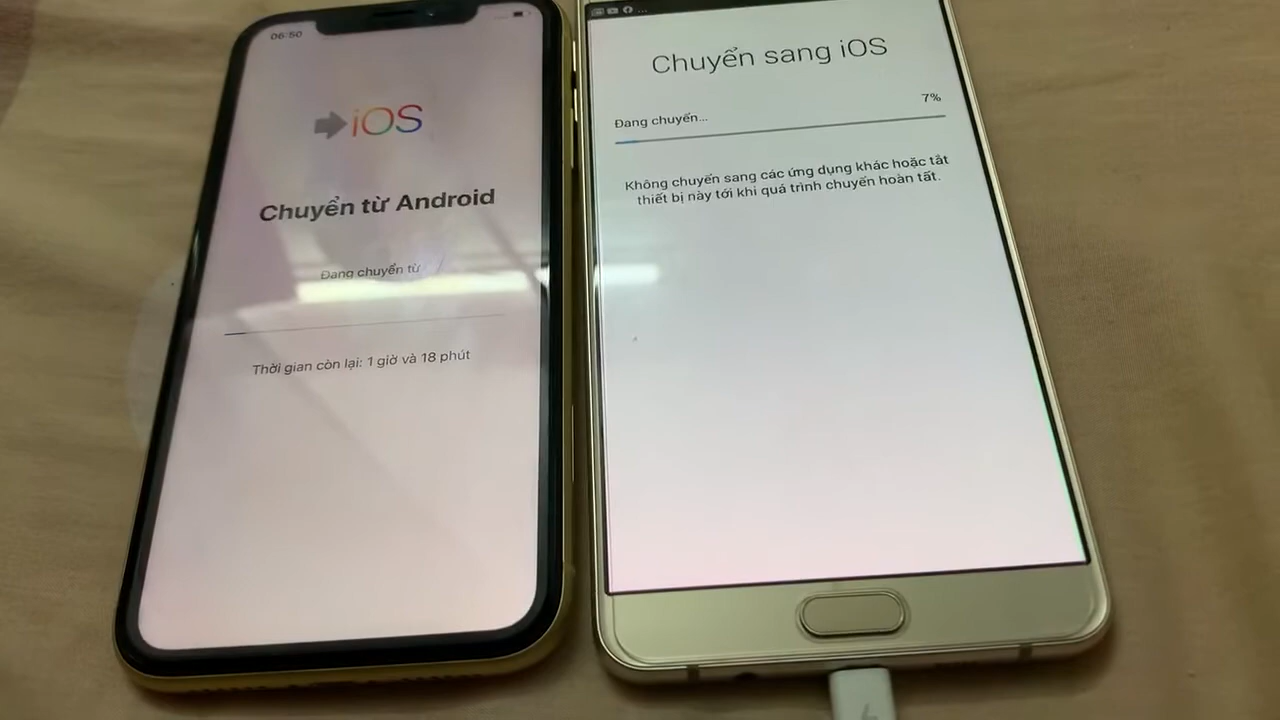 06:50
iOS
Chuyển từ Android
Đang chuyển từ
Thời gian còn lại: 1 giờ và 18 phút
...
Chuyển sang iOS
7%
Đang chuyển...
Không chuyển sang các ứng dụng khác hoặc tắt
thiết bị này tới khi quá trình chuyển hoàn tất.